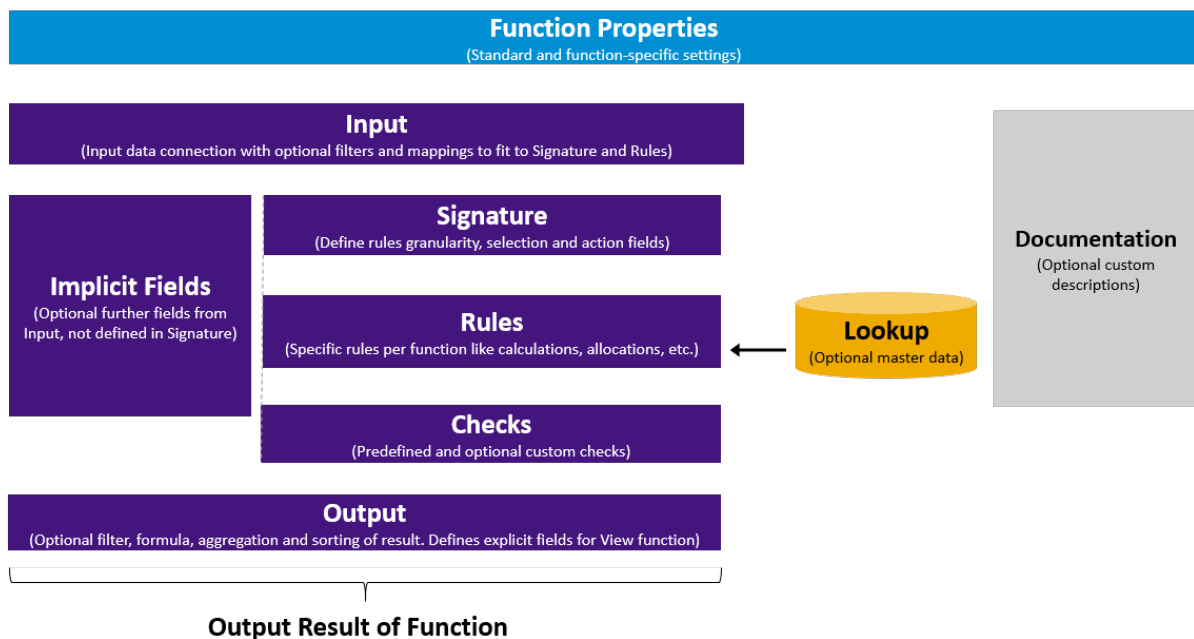 Function Properties
(Standard and function-specific settings)
Input
(Input data connection with optional filters and mappings to fit to Signature and Rules)
Implicit Fields
(Optional further fields from
Input, not defined in Signature)
Signature
(Define rules granularity, selection and action fields)
Rules
(Specific rules per function like calculations, allocations, etc.)
Checks
(Predefined and optional custom checks)
Lookup
(Optional master data)
Documentation
(Optional custom
descriptions)
Output
(Optional filter, formula, aggregation and sorting of result. Defines explicit fields for View function)
Output Result of Function